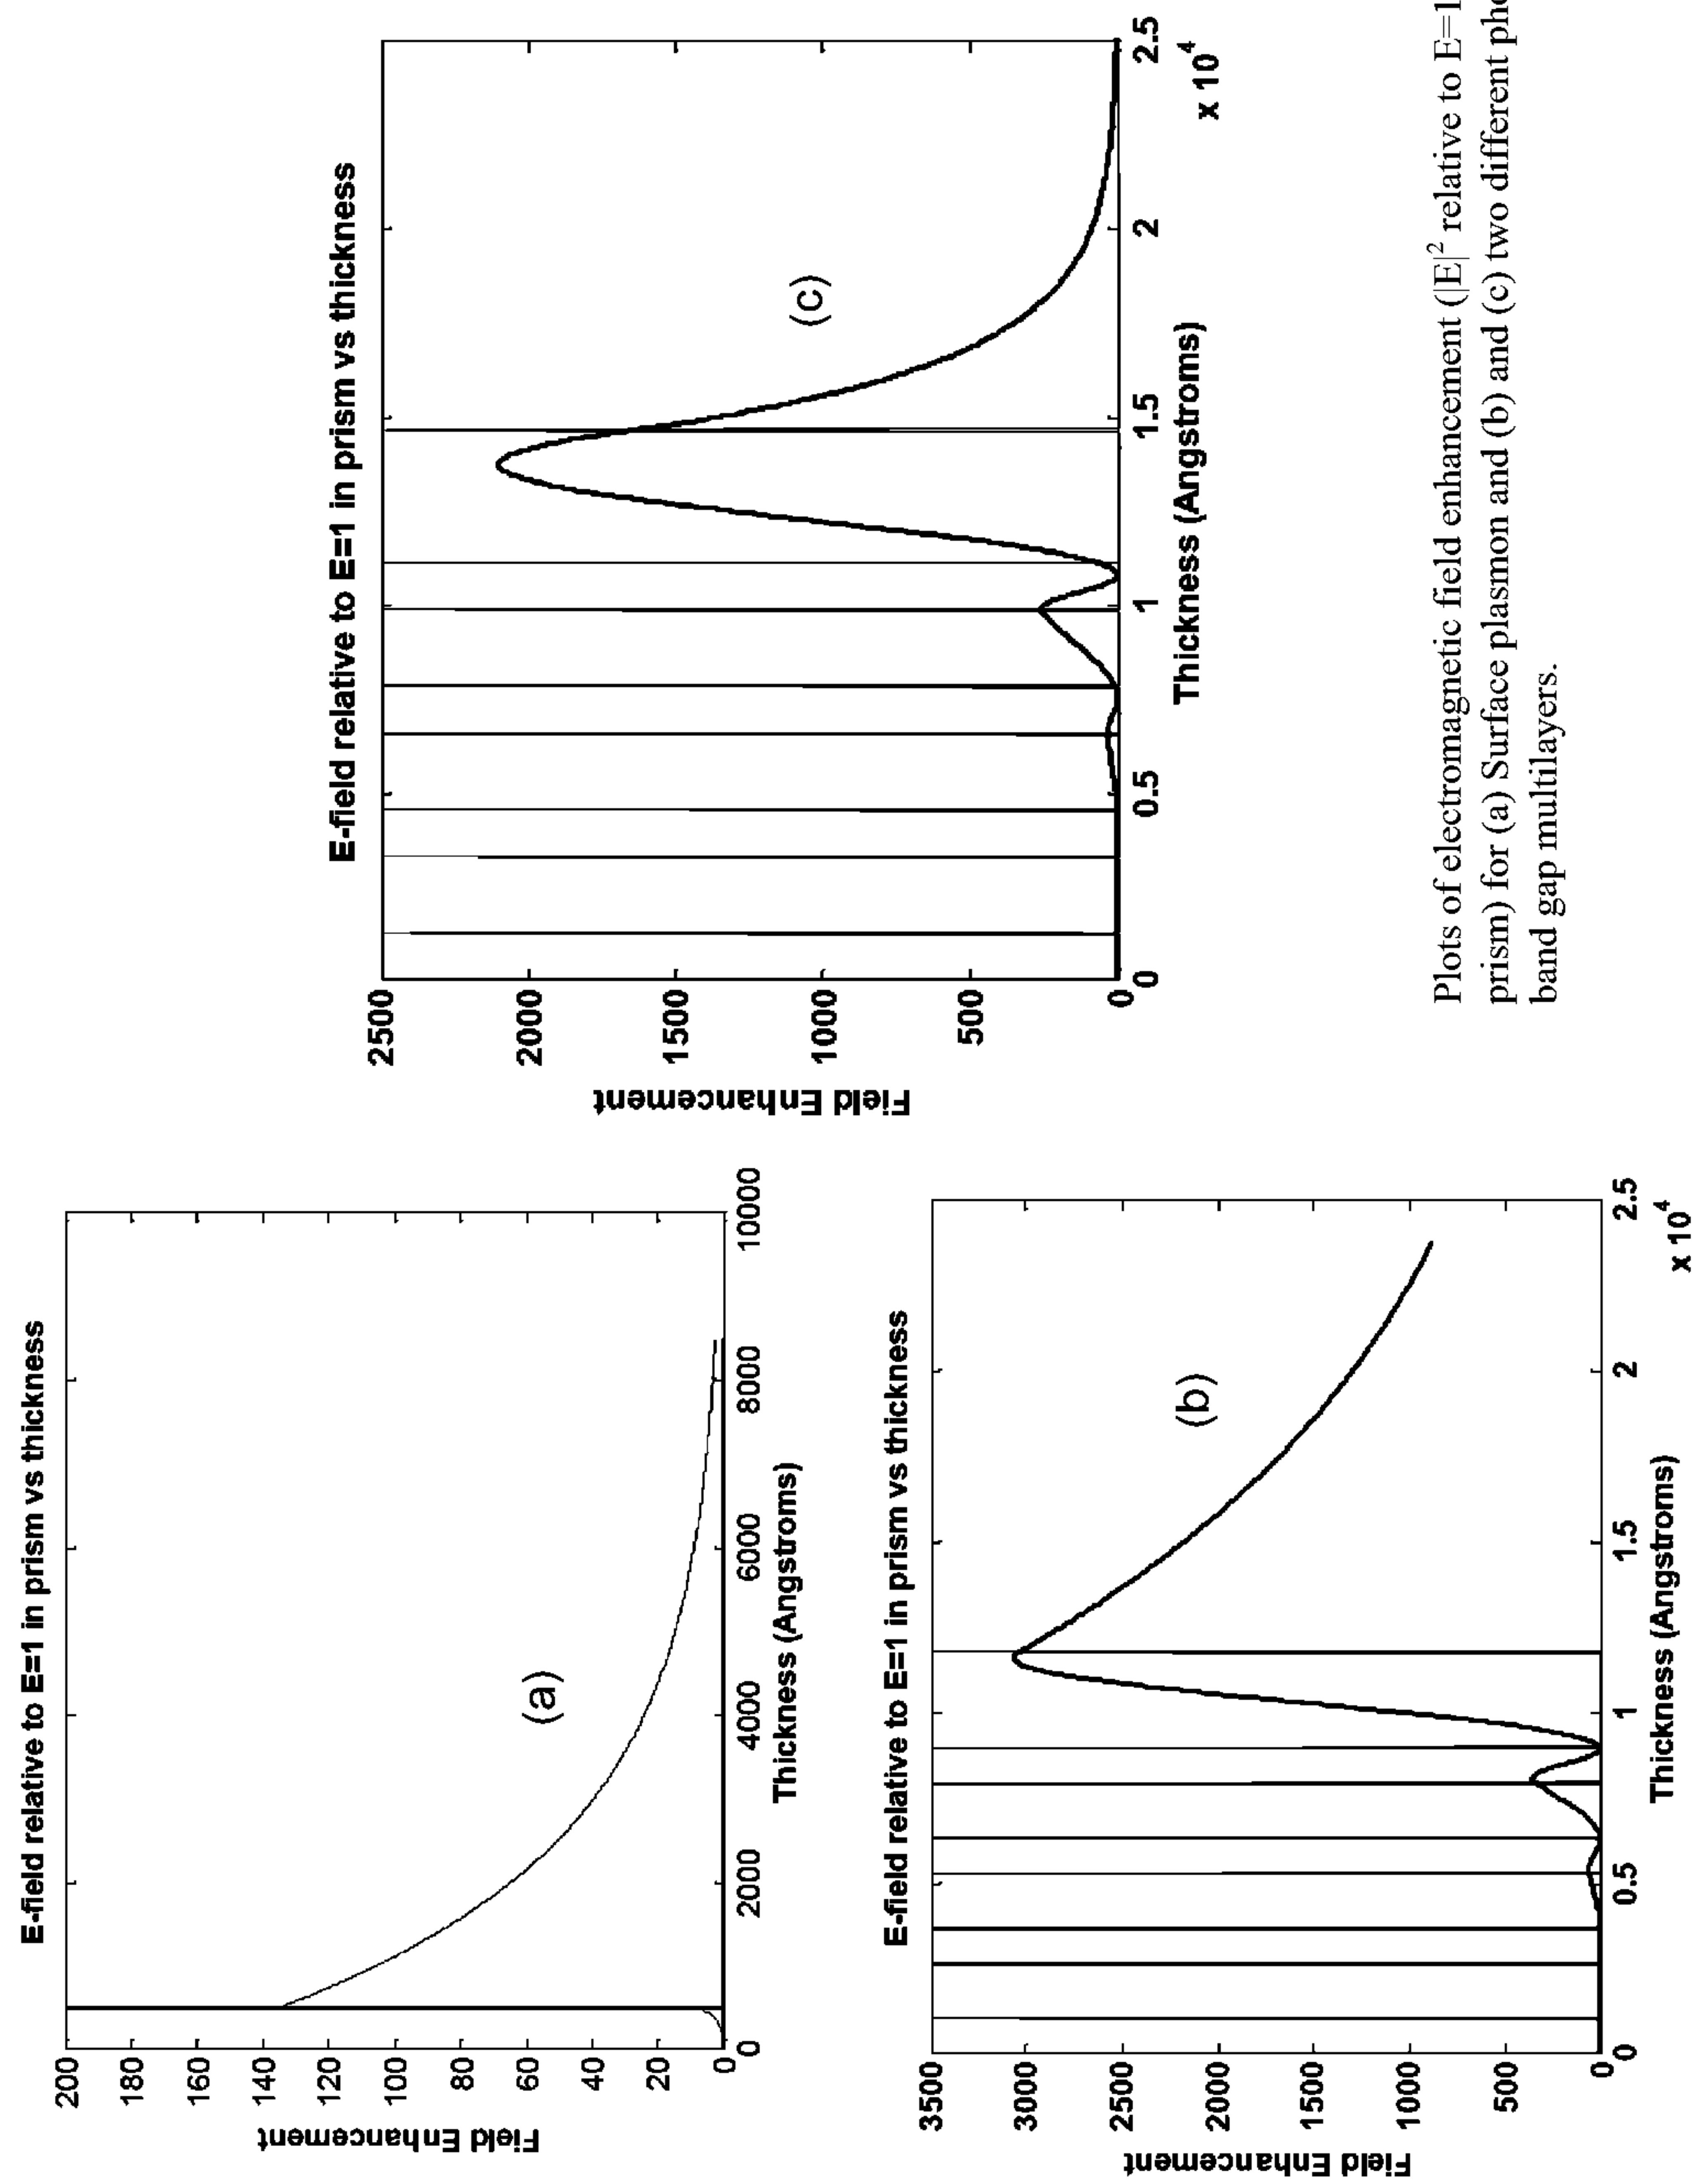 E-field relative to E=1 in prism vs thickness
200
180
160
140
120
100
80
60
40
20
0
Field Enhancement
(a)
0
2000
4000
6000
8000
10000
Thickness (Angstroms)
E-field relative to E=1 in prism vs thickness
3500
3000
2500
2000
1500
1000
500
0
Field Enhancement
(b)
0
0.5
1
1.5
2
2.5
x 10^4
Thickness (Angstroms)
E-field relative to E=1 in prism vs thickness
2500
2000
1500
1000
500
0
Field Enhancement
(c)
0
0.5
1
1.5
2
2.5
x 10^4
Thickness (Angstroms)
Plots of electromagnetic field enhancement (|E|² relative to E=1
prism) for (a) Surface plasmon and (b) and (c) two different
band gap multilayers.